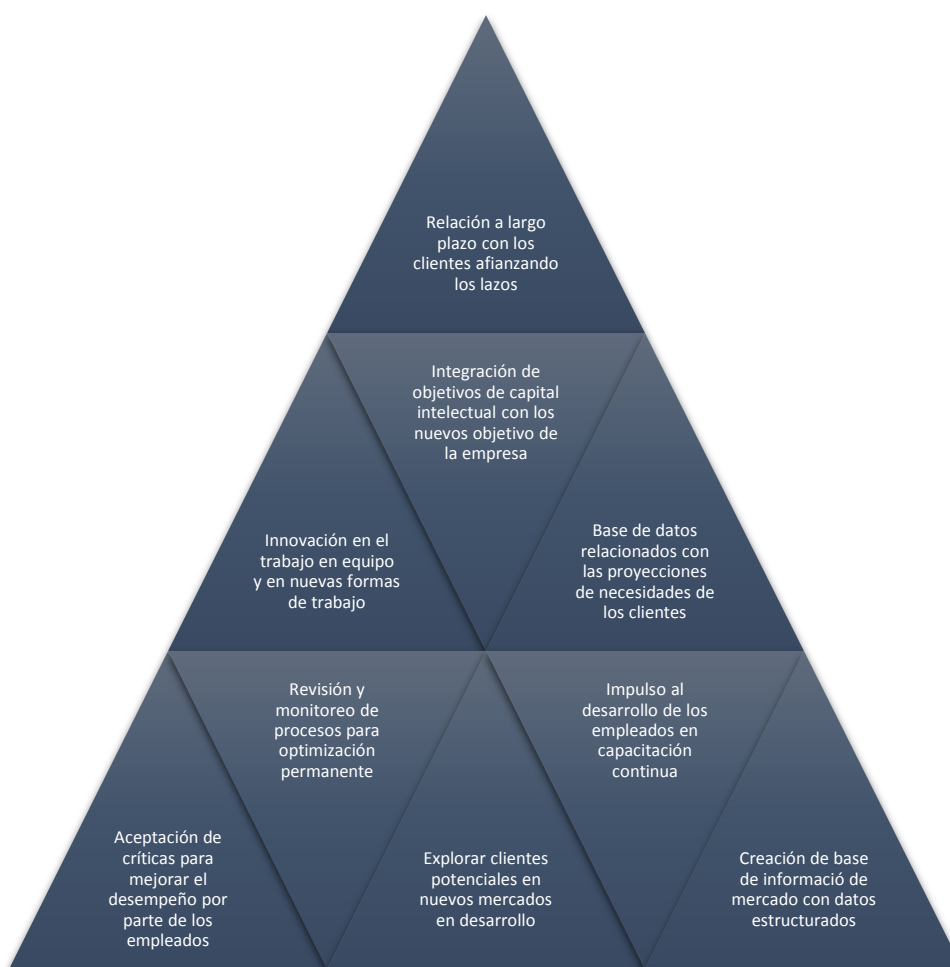 Relación a largo
plazo con los
clientes afianzando
los lazos
Integración de
objetivos de capital
intelectual con los
nuevos objetivo de
la empresa
Innovación en el
trabajo en equipo
y en nuevas formas
de trabajo
Base de datos
relacionados con
las proyecciones
de necesidades de
los clientes
Revisión y
monitoreo de
procesos para
optimización
permanente
Impulso al
desarrollo de los
empleados en
capacitación
continua
Aceptación de
críticas para
mejorar el
desempeño por
parte de los
empleados
Explorar clientes
potenciales en
nuevos mercados
en desarrollo
Creación de base
de informació de
mercado con datos
estructurados